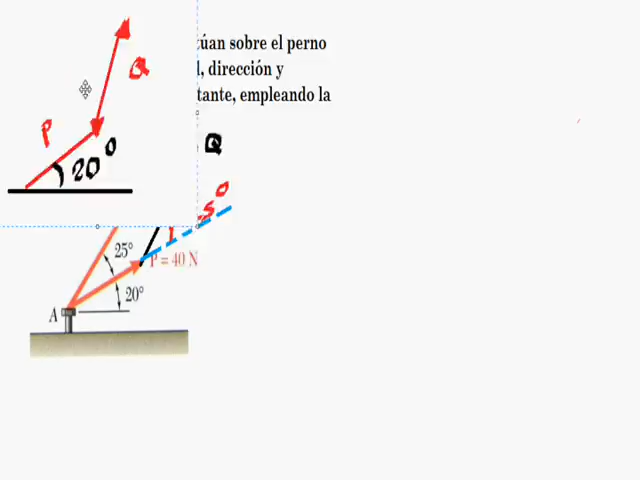 úan sobre el perno
Q
l, dirección y
tante, empleando la
P
20°
Q
25°
P = 40 N
A
20°